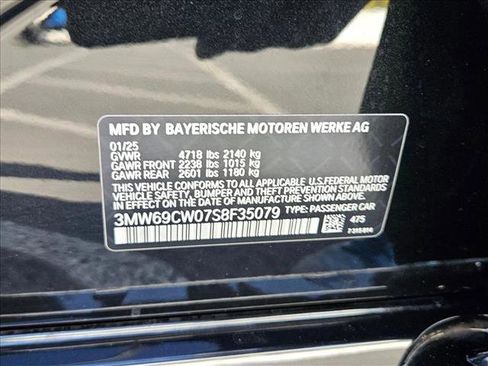 MFD BY BAYERISCHE MOTOREN WERKE AG
01/25
GVWR 4718 lbs 2140 kg
GAWR FRONT 2238 lbs 1015 kg
GAWR REAR 2601 lbs 1180 kg
THIS VEHICLE CONFORMS TO ALL APPLICABLE U.S. FEDERAL MOTOR
VEHICLE SAFETY, BUMPER, AND THEFT PREVENTION STANDARDS
IN EFFECT ON THE DATE OF MANUFACTURE SHOWN ABOVE.
3MW69CW07S8F35079 TYPE: PASSENGER CAR
475